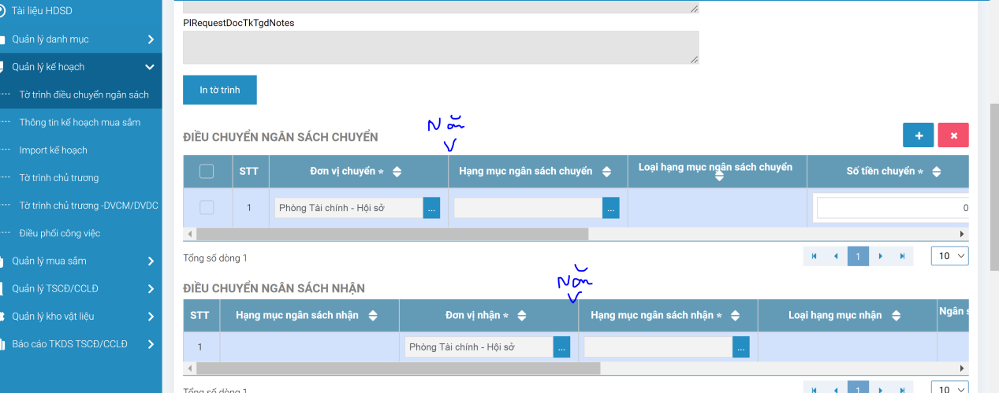 Tài liệu HDSD
Quản lý danh mục
Quản lý kế hoạch
Tờ trình điều chuyển ngân sách
Thông tin kế hoạch mua sắm
Import kế hoạch
Tờ trình chủ trương
Tờ trình chủ trương -DVCM/DVDC
Điều phối công việc
Quản lý mua sắm
Quản lý TSCĐ/CCLĐ
Quản lý kho vật liệu
Báo cáo TKDS TSCĐ/CCLĐ
PlRequestDocTkTgdNotes
In tờ trình
Năm
ĐIỀU CHUYỂN NGÂN SÁCH CHUYỂN
STT Đơn vị chuyển * Hạng mục ngân sách chuyển Loại hạng mục ngân sách chuyển Số tiền chuyển *
1 Phòng Tài chính - Hội sở ... ... 0
Tổng số dòng 1 1 10
Năm
ĐIỀU CHUYỂN NGÂN SÁCH NHẬN
STT Hạng mục ngân sách nhận Đơn vị nhận * Hạng mục ngân sách nhận * Loại hạng mục nhận Ngân s
1 Phòng Tài chính - Hội sở ... ...
Tổng số dòng 1 1 10